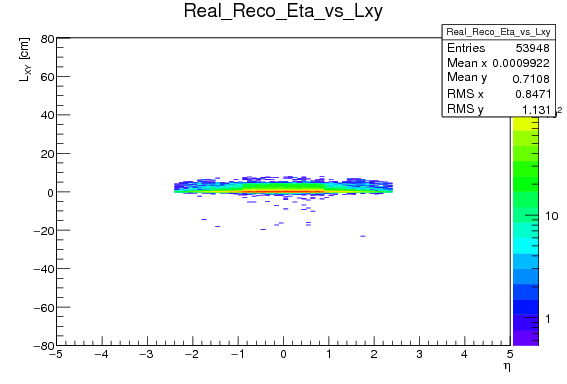 Real_Reco_Eta_vs_Lxy
Real_Reco_Eta_vs_Lxy
Entries 53948
Mean x 0.0009922
Mean y 0.7108
RMS x 0.8471
RMS y 1.131
L_XY [cm]
80
60
40
20
0
−20
−40
−60
−80
−5 −4 −3 −2 −1 0 1 2 3 4 5
η
10
1